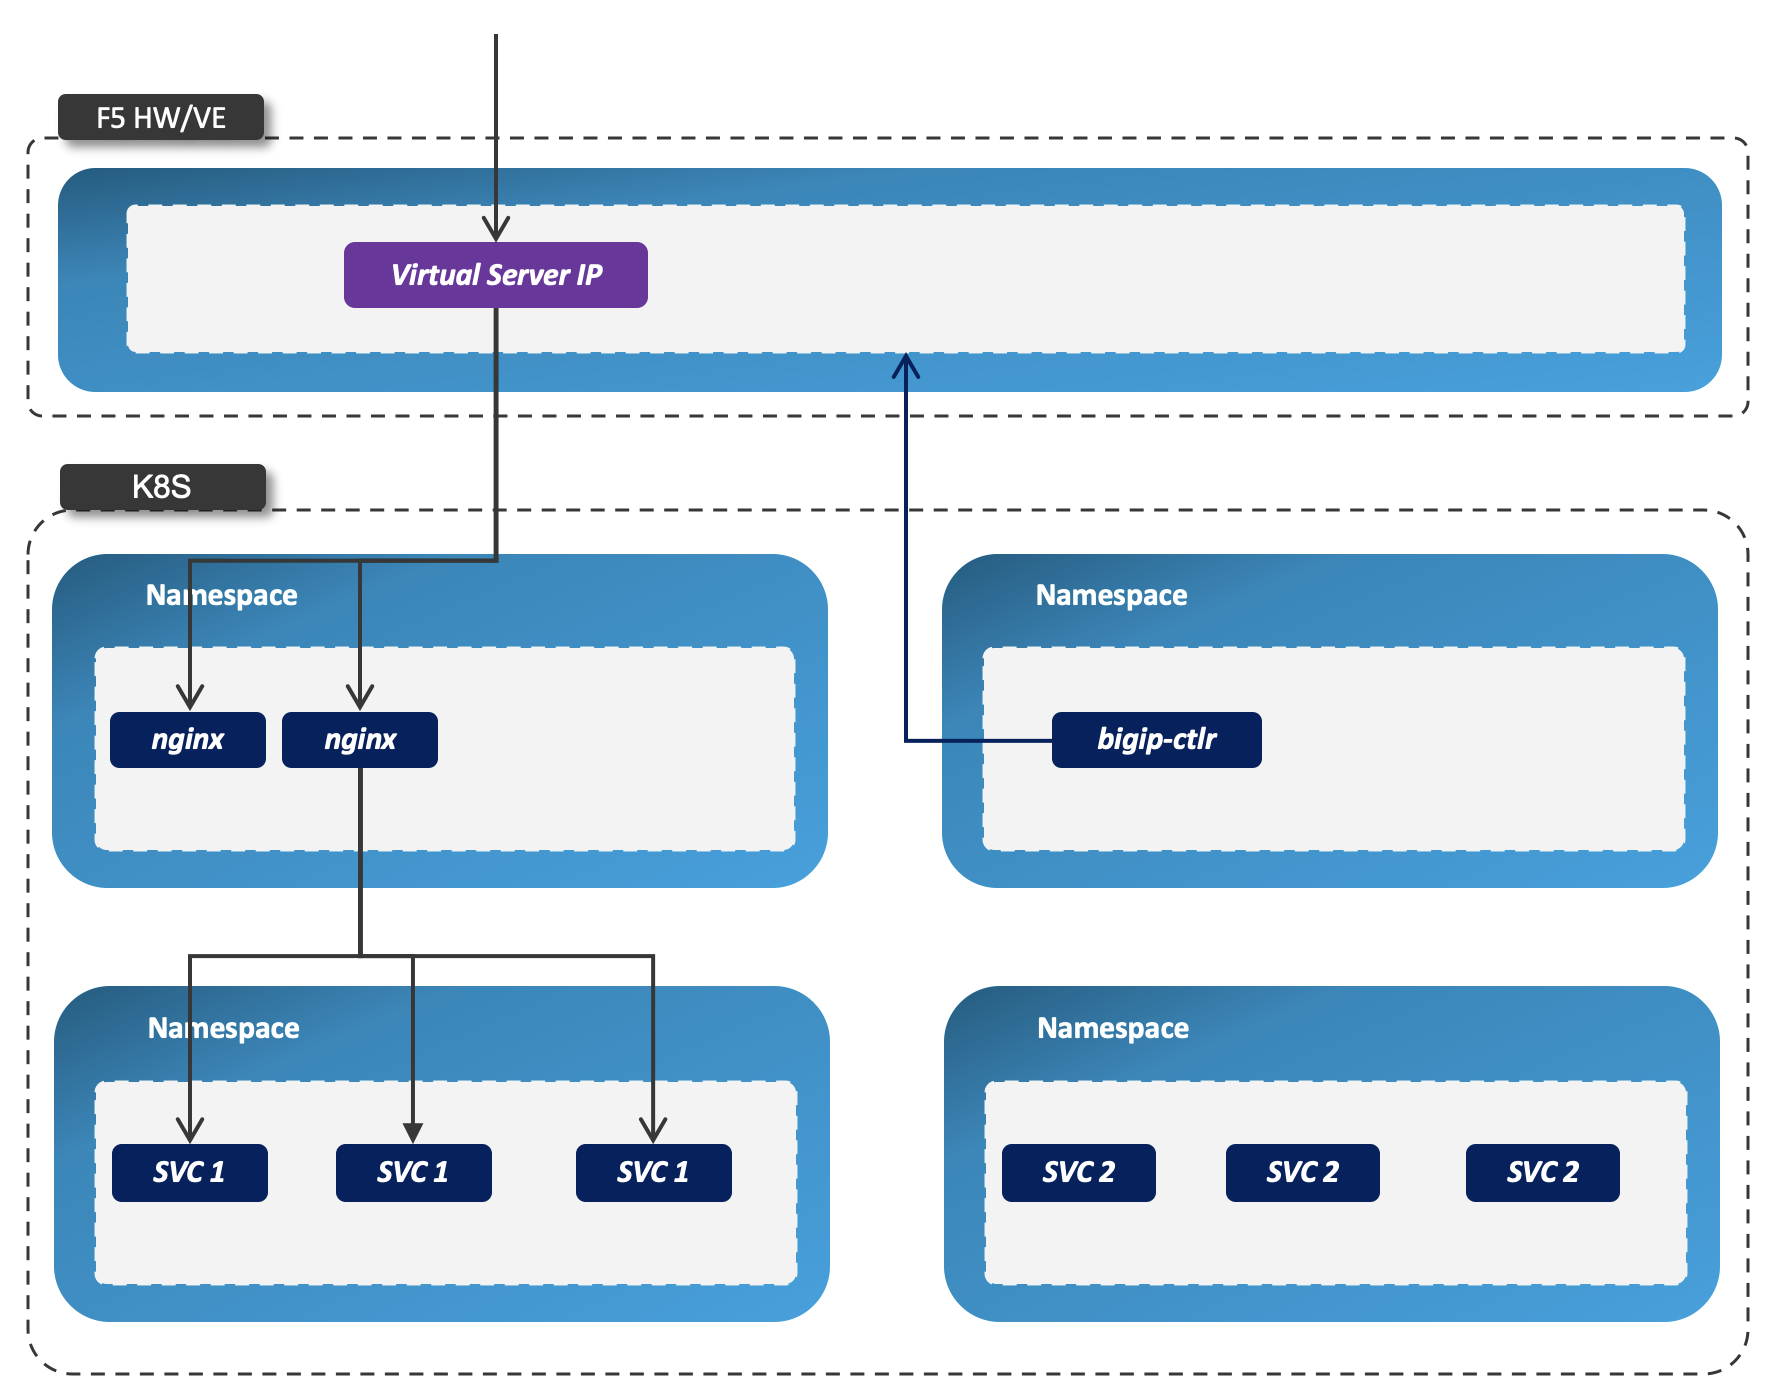 F5 HW/VE
Virtual Server IP
K8S
Namespace
Namespace
nginx
nginx
bigip-ctlr
Namespace
Namespace
SVC 1
SVC 1
SVC 1
SVC 2
SVC 2
SVC 2